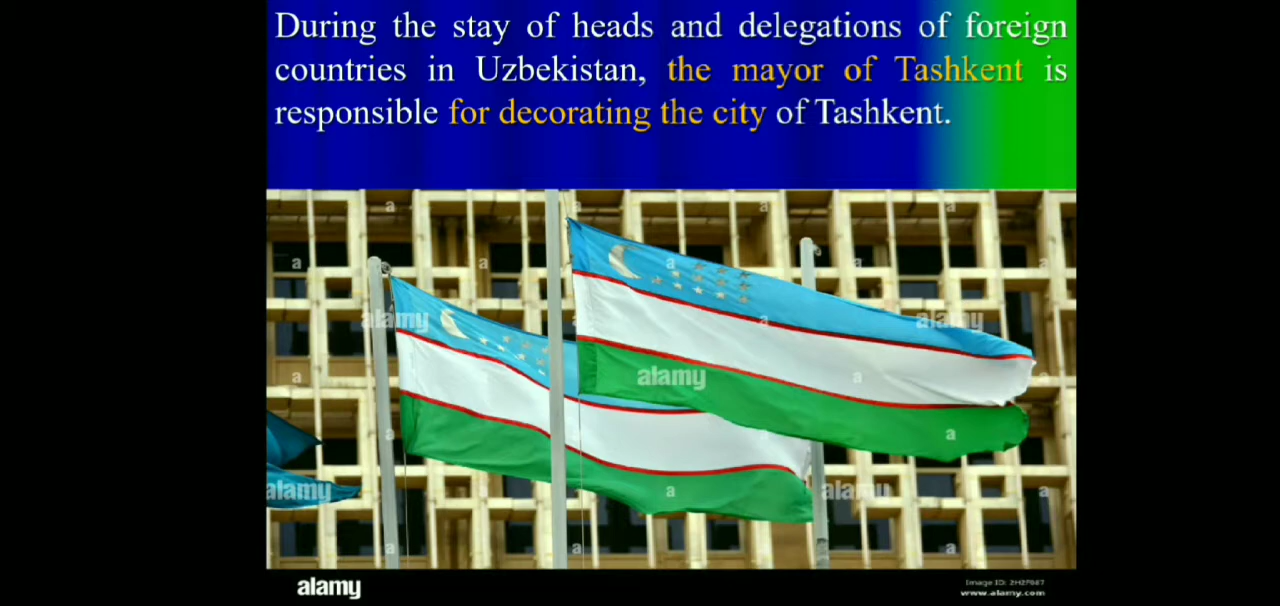 During the stay of heads and delegations of foreign
countries in Uzbekistan, the mayor of Tashkent is
responsible for decorating the city of Tashkent.
a a a
a a a
alamy alamy
a
alamy
a a
a a
alamy a alamy a
a a a
alamy
www.alamy.com